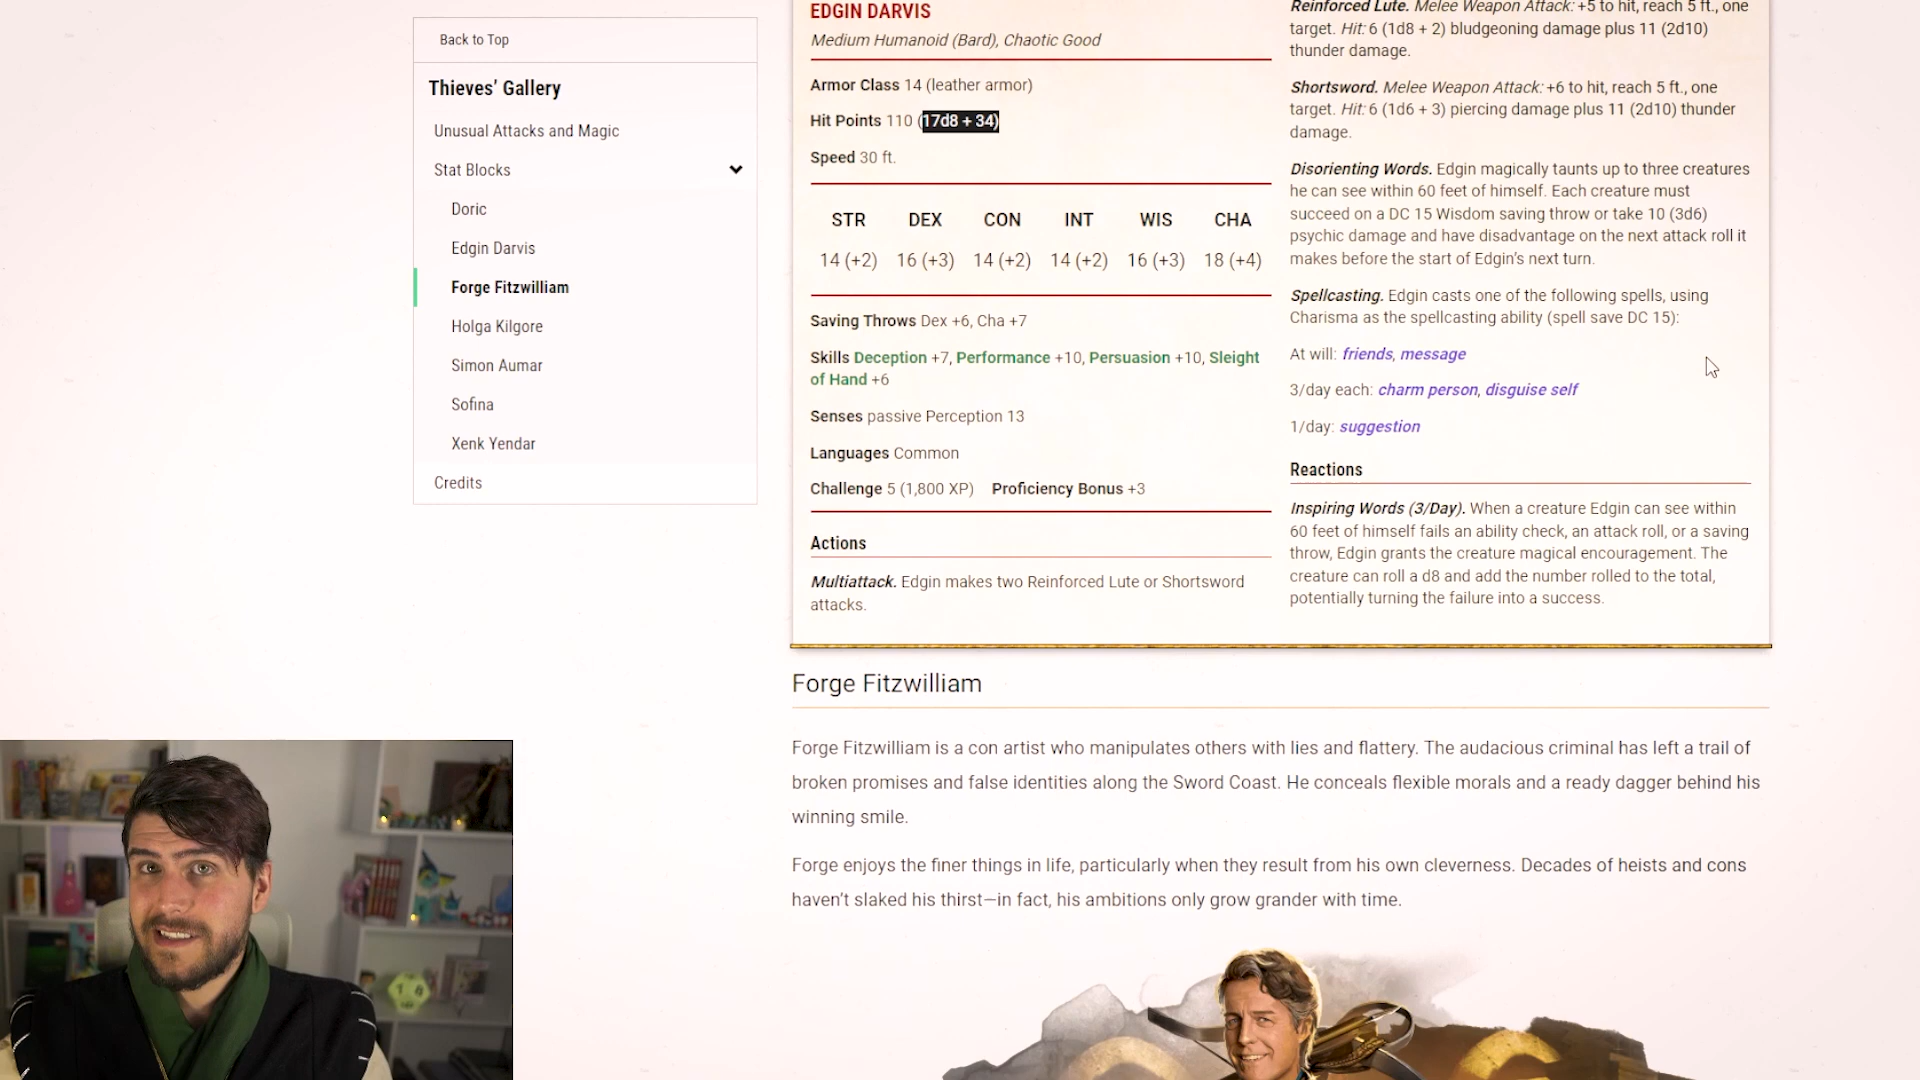 Back to Top
Thieves’ Gallery
Unusual Attacks and Magic
Stat Blocks
Doric
Edgin Darvis
Forge Fitzwilliam
Holga Kilgore
Simon Aumar
Sofina
Xenk Yendar
Credits
EDGIN DARVIS
Medium Humanoid (Bard), Chaotic Good
Armor Class 14 (leather armor)
Hit Points 110 (17d8 + 34)
Speed 30 ft.
STR DEX CON INT WIS CHA
14 (+2) 16 (+3) 14 (+2) 14 (+2) 16 (+3) 18 (+4)
Saving Throws Dex +6, Cha +7
Skills Deception +7, Performance +10, Persuasion +10, Sleight
of Hand +6
Senses passive Perception 13
Languages Common
Challenge 5 (1,800 XP) Proficiency Bonus +3
Actions
Multiattack. Edgin makes two Reinforced Lute or Shortsword
attacks.
Reinforced Lute. Melee Weapon Attack: +5 to hit, reach 5 ft., one
target. Hit: 6 (1d8 + 2) bludgeoning damage plus 11 (2d10)
thunder damage.
Shortsword. Melee Weapon Attack: +6 to hit, reach 5 ft., one
target. Hit: 6 (1d6 + 3) piercing damage plus 11 (2d10) thunder
damage.
Disorienting Words. Edgin magically taunts up to three creatures
he can see within 60 feet of himself. Each creature must
succeed on a DC 15 Wisdom saving throw or take 10 (3d6)
psychic damage and have disadvantage on the next attack roll it
makes before the start of Edgin’s next turn.
Spellcasting. Edgin casts one of the following spells, using
Charisma as the spellcasting ability (spell save DC 15):
At will: friends, message
3/day each: charm person, disguise self
1/day: suggestion
Reactions
Inspiring Words (3/Day). When a creature Edgin can see within
60 feet of himself fails an ability check, an attack roll, or a saving
throw, Edgin grants the creature magical encouragement. The
creature can roll a d8 and add the number rolled to the total,
potentially turning the failure into a success.
Forge Fitzwilliam
Forge Fitzwilliam is a con artist who manipulates others with lies and flattery. The audacious criminal has left a trail of
broken promises and false identities along the Sword Coast. He conceals flexible morals and a ready dagger behind his
winning smile.
Forge enjoys the finer things in life, particularly when they result from his own cleverness. Decades of heists and cons
haven’t slaked his thirst—in fact, his ambitions only grow grander with time.